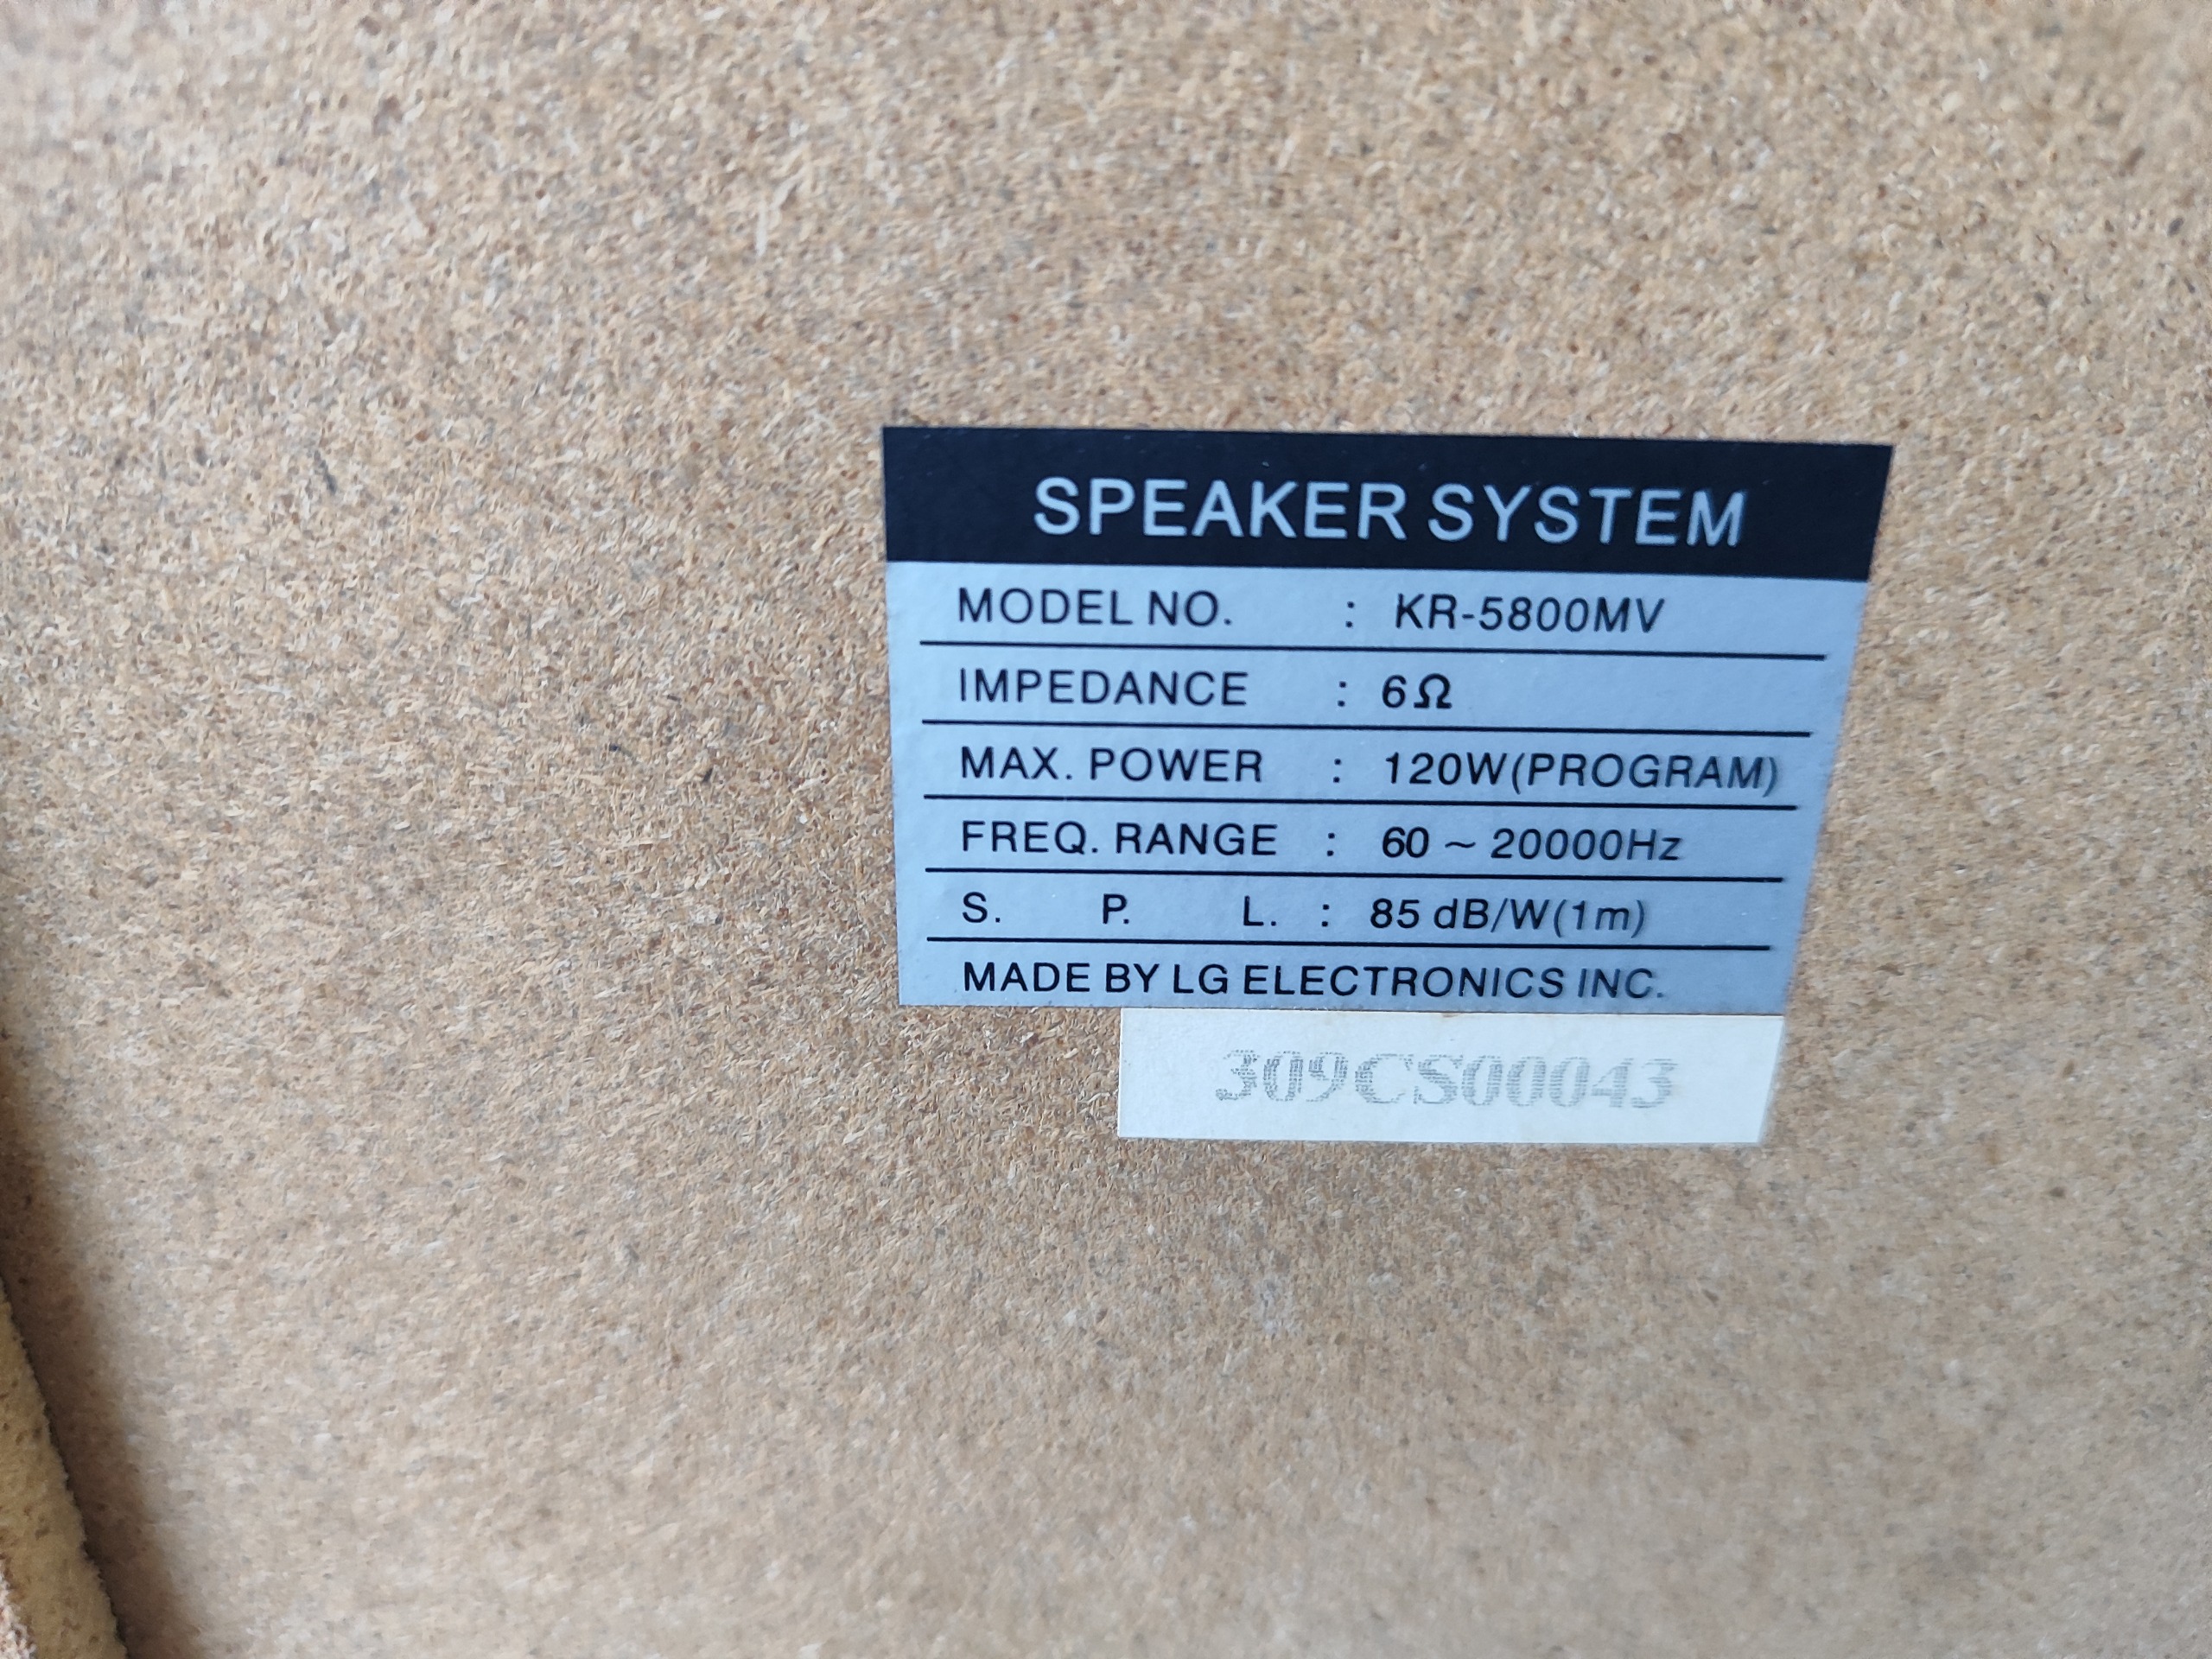 SPEAKER SYSTEM
MODEL NO. : KR-5800MV
IMPEDANCE : 6Ω
MAX. POWER : 120W(PROGRAM)
FREQ. RANGE : 60 ~ 20000Hz
S. P. L. : 85 dB/W(1m)
MADE BY LG ELECTRONICS INC.
309CS00043